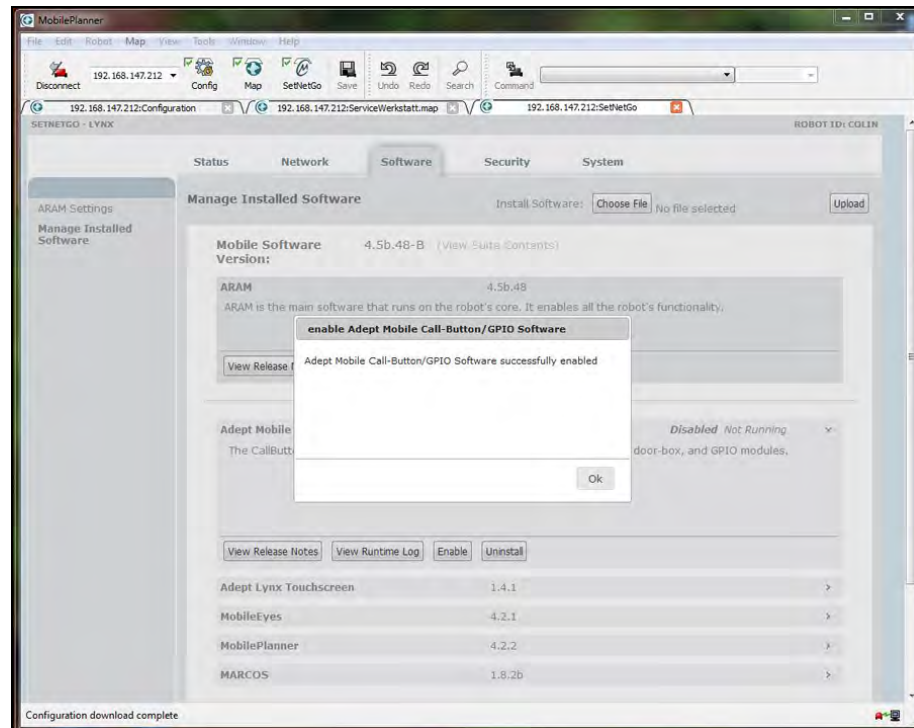 MobilePlanner
File Edit Robot Map View Tools Window Help
Disconnect 192.168.147.212 Config Map SetNetGo Save Undo Redo Search Command
192.168.147.212:Configuration 192.168.147.212:ServiceWerkstatt.map 192.168.147.212:SetNetGo
SETNETGO - LYNX ROBOT ID: COLIN
Status Network Software Security System
ARAM Settings
Manage Installed Software
Manage Installed Software Install Software: Choose File No file selected Upload
Mobile Software Version: 4.5b.48-B (View Suite Contents)
ARAM 4.5b.48
ARAM is the main software that runs on the robot's core. It enables all the robot's functionality.
enable Adept Mobile Call-Button/GPIO Software
View Release
Adept Mobile Call-Button/GPIO Software successfully enabled
Adept Mobile Disabled Not Running
The door-box, and GPIO modules.
Ok
View Release Notes View Runtime Log Enable Uninstall
Adept Lynx Touchscreen 1.4.1
MobileEyes 4.2.1
MobilePlanner 4.2.2
MARCOS 1.8.2b
Configuration download complete